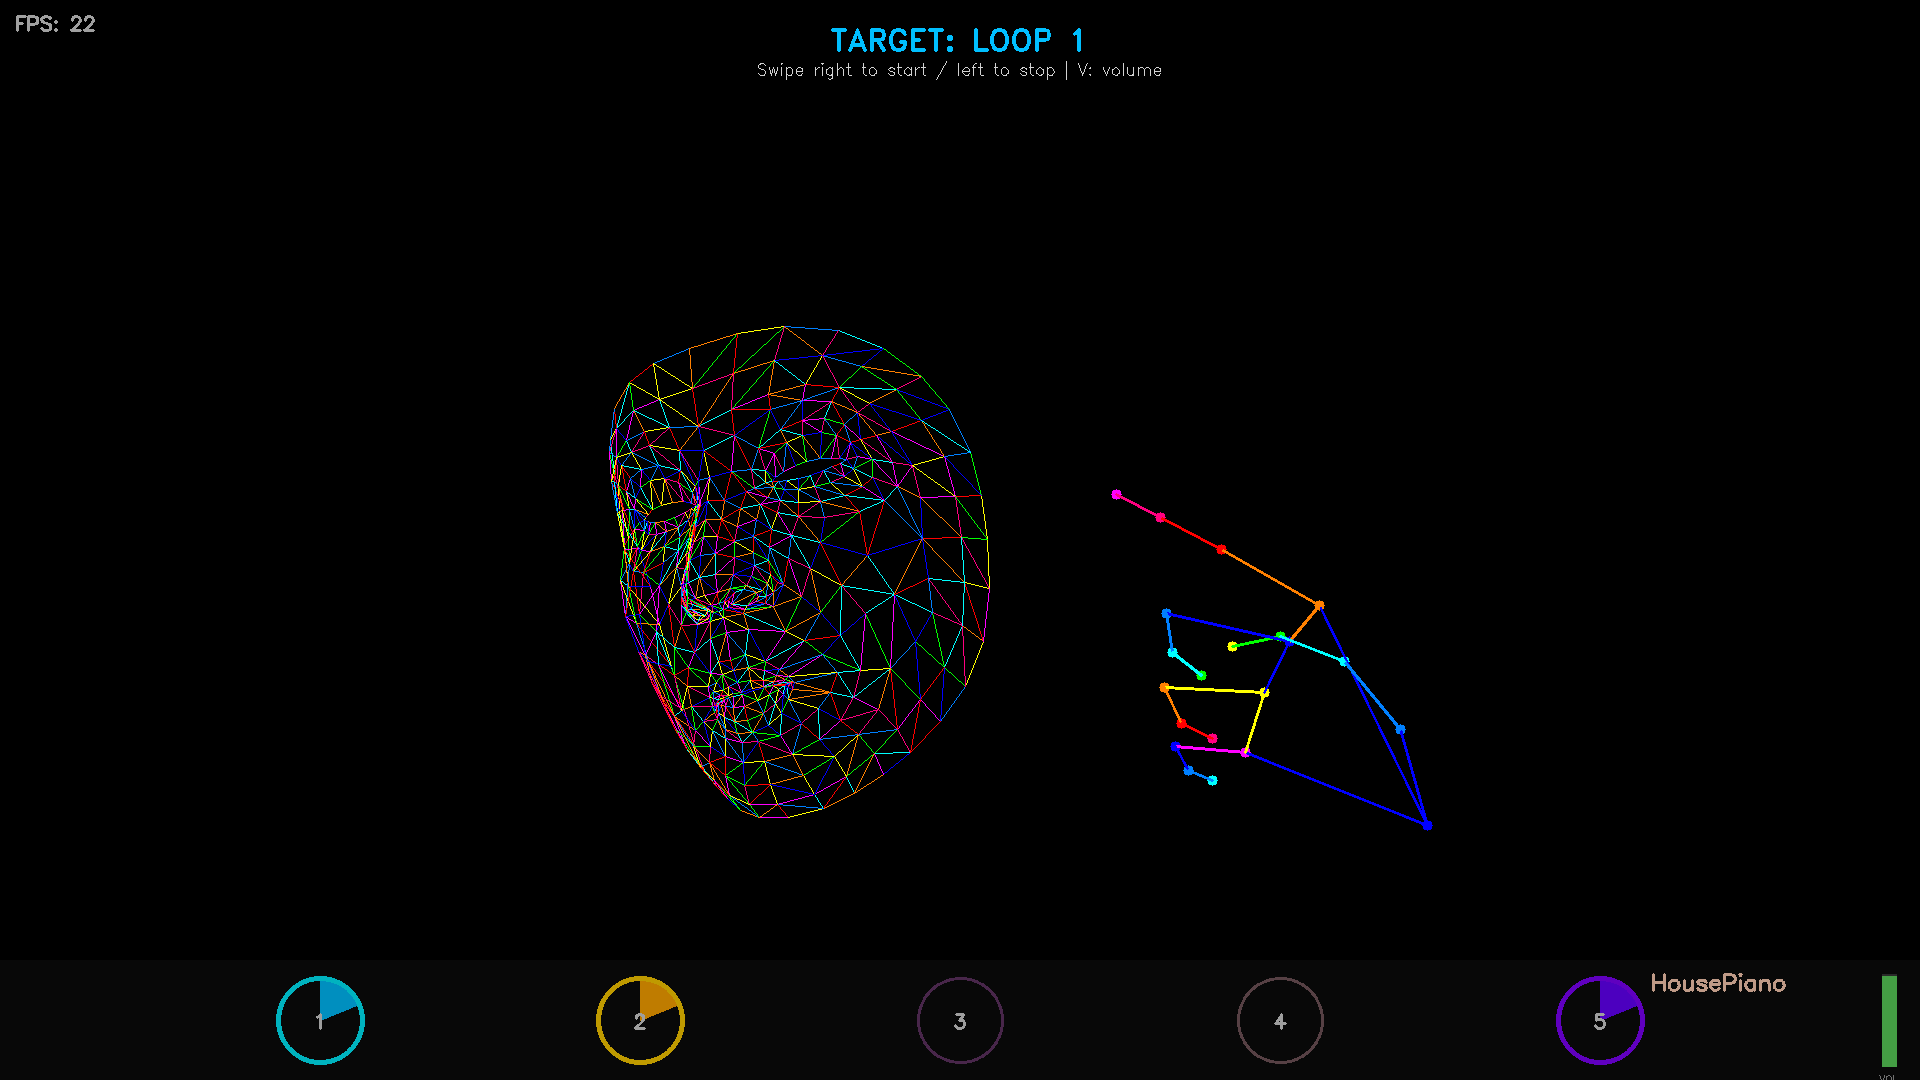 FPS: 22
TARGET: LOOP 1
Swipe right to start / left to stop | V: volume
HousePiano
1
2
3
4
5